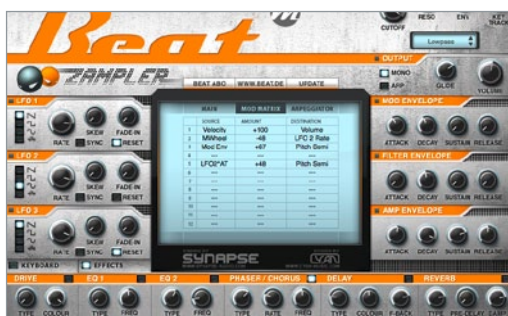 Beat
RESO ENV KEY TRACK
CUTOFF
Lowpass
OUTPUT
ZAMPLER
BEAT ABO WWW.BEAT.DE UPDATE
MONO
ARP
GLIDE
VOLUME
LFO 1
RATE SKEW FADE-IN
SYNC RESET
LFO 2
RATE SKEW FADE-IN
SYNC RESET
LFO 3
RATE SKEW FADE-IN
SYNC RESET
MAIN MOD MATRIX ARPEGGIATOR
SOURCE AMOUNT DESTINATION
1 Velocity +100 Volume
2 MWheel -48 LFO 2 Rate
3 Mod Env +67 Pitch Semi
4 ---
5 LFO2*AT +48 Pitch Semi
6 ---
7 ---
8 ---
9 ---
10 ---
11 ---
12 ---
MOD ENVELOPE
ATTACK DECAY SUSTAIN RELEASE
FILTER ENVELOPE
ATTACK DECAY SUSTAIN RELEASE
AMP ENVELOPE
ATTACK DECAY SUSTAIN RELEASE
SYNAPSE
VAN
KEYBOARD EFFECTS
DRIVE EQ 1 EQ 2 PHASER / CHORUS DELAY REVERB
TYPE COLOUR TYPE FREQ TYPE FREQ TYPE RATE FREQ TYPE COLOUR F-BACK TYPE PRE-DELAY DAMP